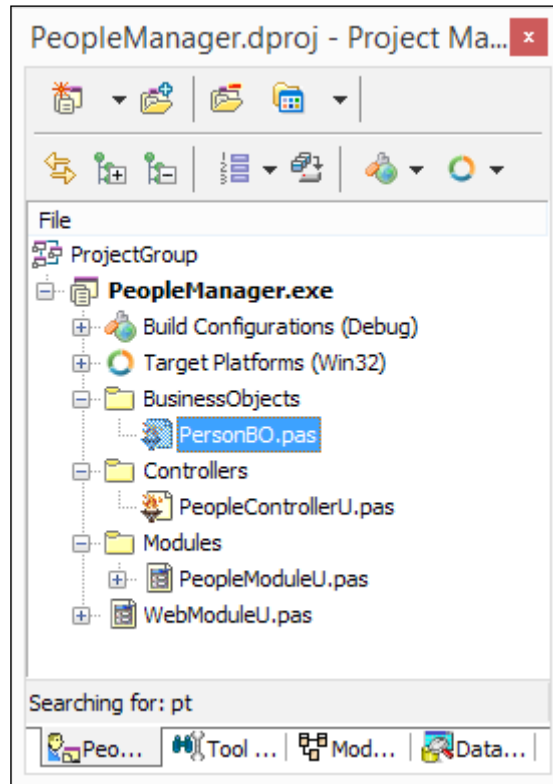 PeopleManager.dproj - Project Ma...
File
ProjectGroup
PeopleManager.exe
Build Configurations (Debug)
Target Platforms (Win32)
BusinessObjects
PersonBO.pas
Controllers
PeopleControllerU.pas
Modules
PeopleModuleU.pas
WebModuleU.pas
Searching for: pt
Peo... Tool ... Mod... Data...